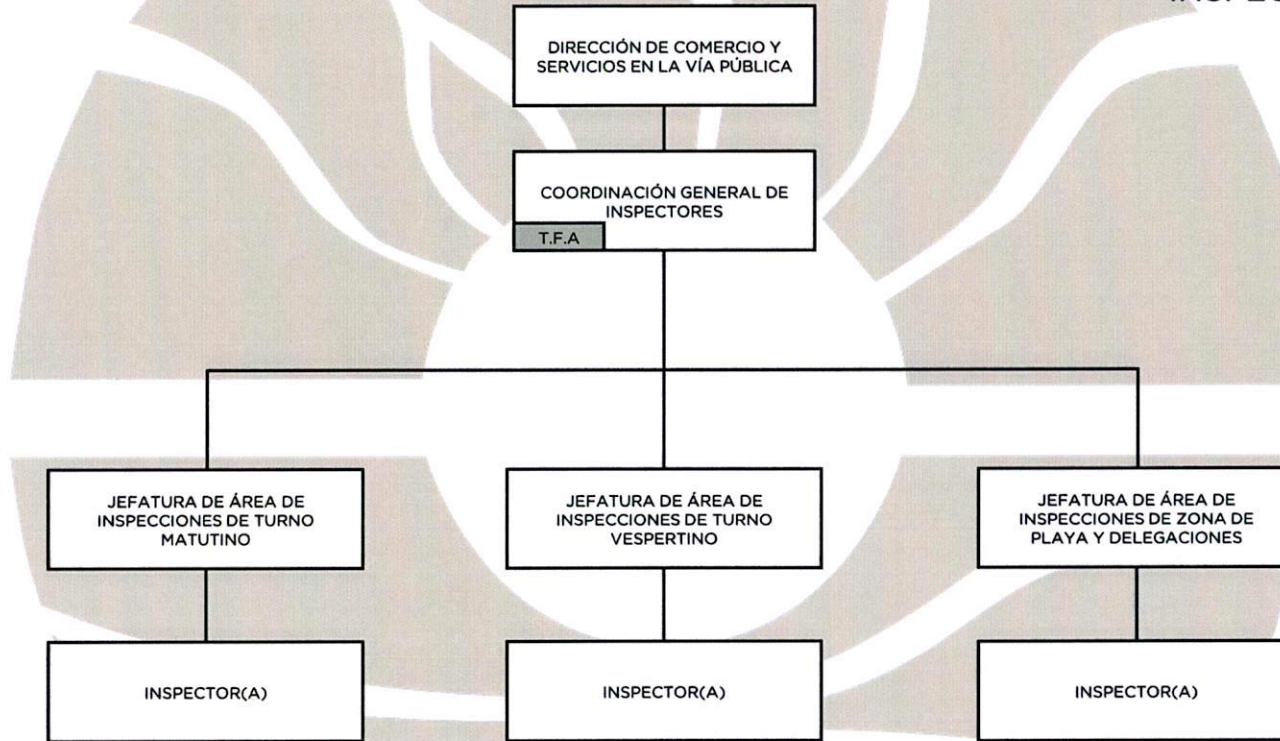 DIRECCIÓN DE COMERCIO Y
SERVICIOS EN LA VÍA PÚBLICA
COORDINACIÓN GENERAL DE
INSPECTORES
T.F.A
JEFATURA DE ÁREA DE
INSPECCIONES DE TURNO
MATUTINO
JEFATURA DE ÁREA DE
INSPECCIONES DE TURNO
VESPERTINO
JEFATURA DE ÁREA DE
INSPECCIONES DE ZONA DE
PLAYA Y DELEGACIONES
INSPECTOR(A)
INSPECTOR(A)
INSPECTOR(A)